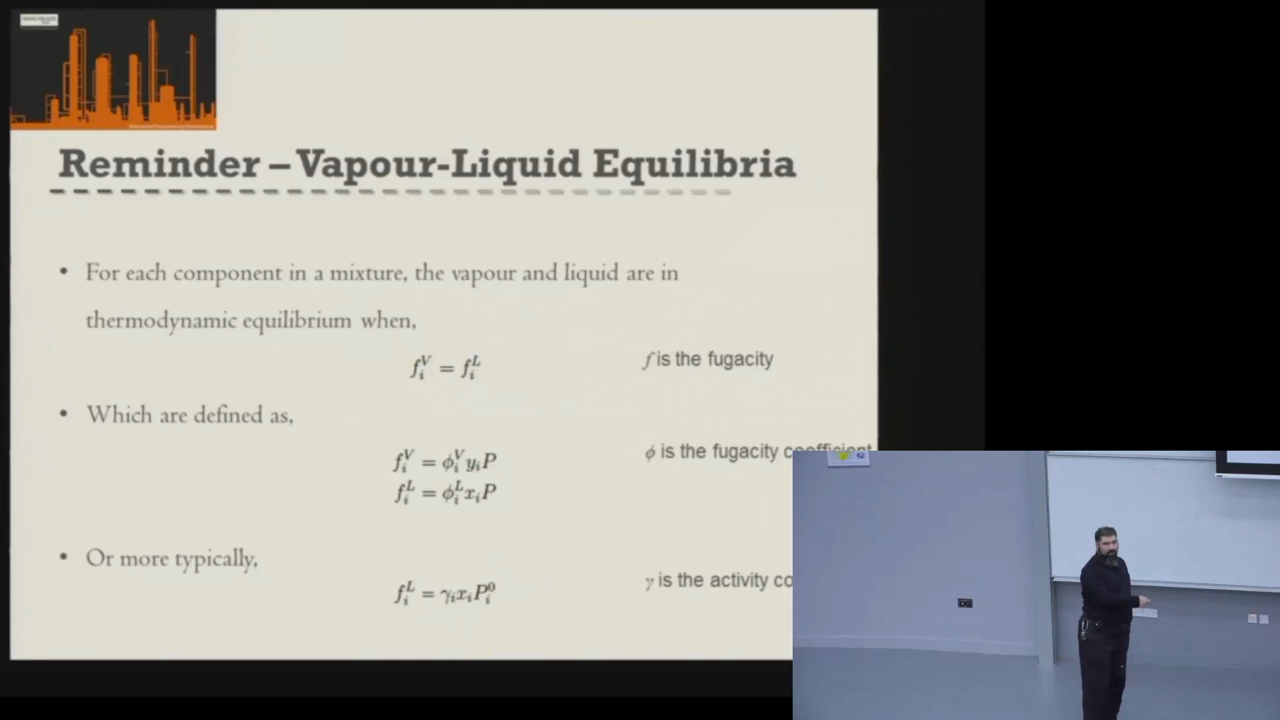 Reminder – Vapour-Liquid Equilibria
• For each component in a mixture, the vapour and liquid are in
thermodynamic equilibrium when,
f_i^V = f_i^L
f is the fugacity
• Which are defined as,
f_i^V = ϕ_i^V y_i P
f_i^L = ϕ_i^L x_i P
ϕ is the fugacity coefficient
• Or more typically,
f_i^L = γ_i x_i P_i^0
γ is the activity co